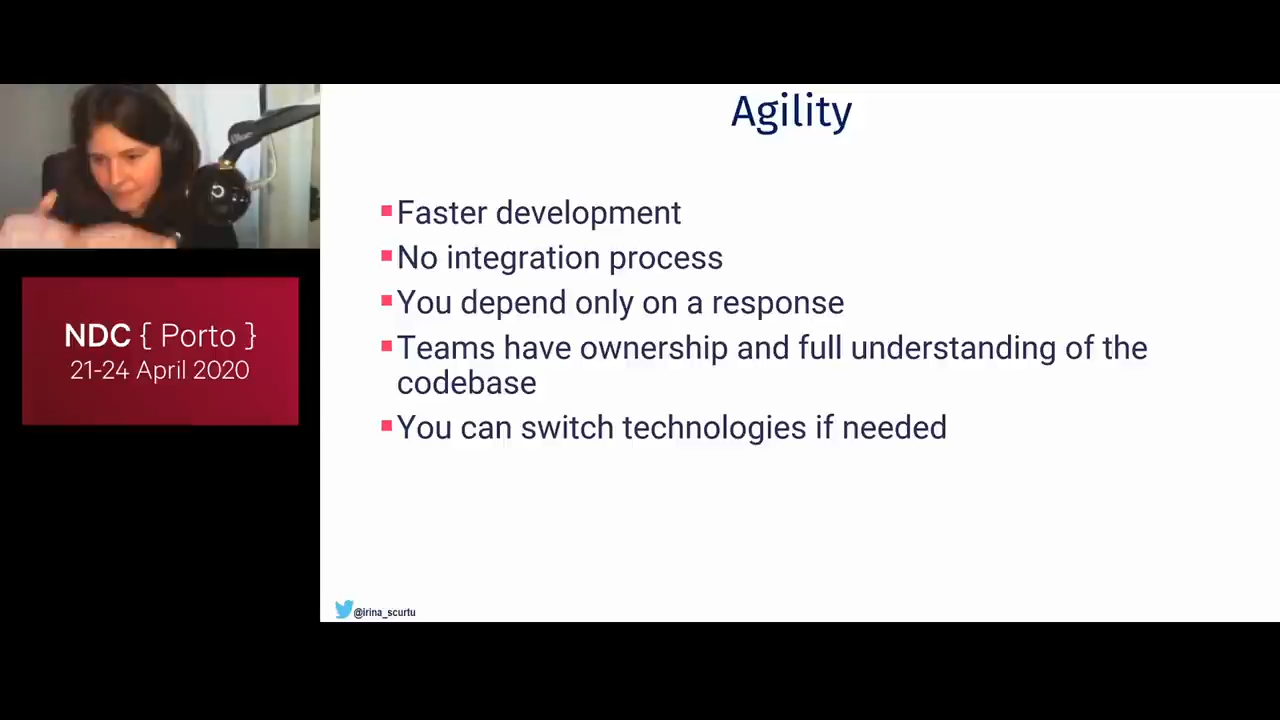 Agility
Faster development
No integration process
You depend only on a response
Teams have ownership and full understanding of the
codebase
You can switch technologies if needed
NDC { Porto }
21-24 April 2020
@irina_scurtu